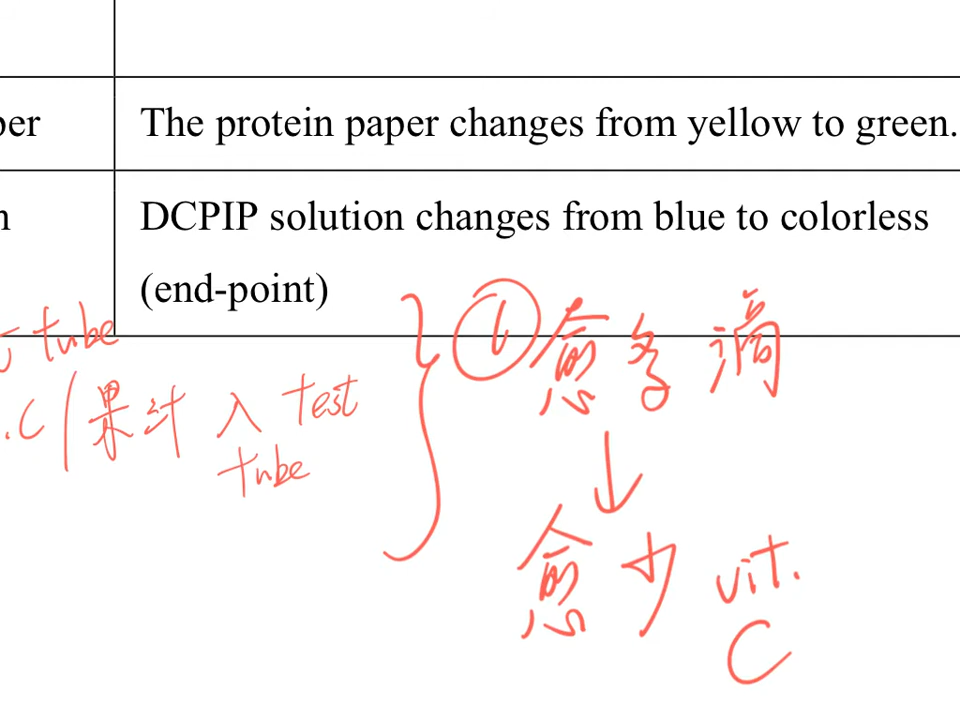 per
The protein paper changes from yellow to green.
DCPIP solution changes from blue to colorless
(end-point)
tube
.C/果汁入 test
tube
① 愈多滴
↓
愈少 vit.
C